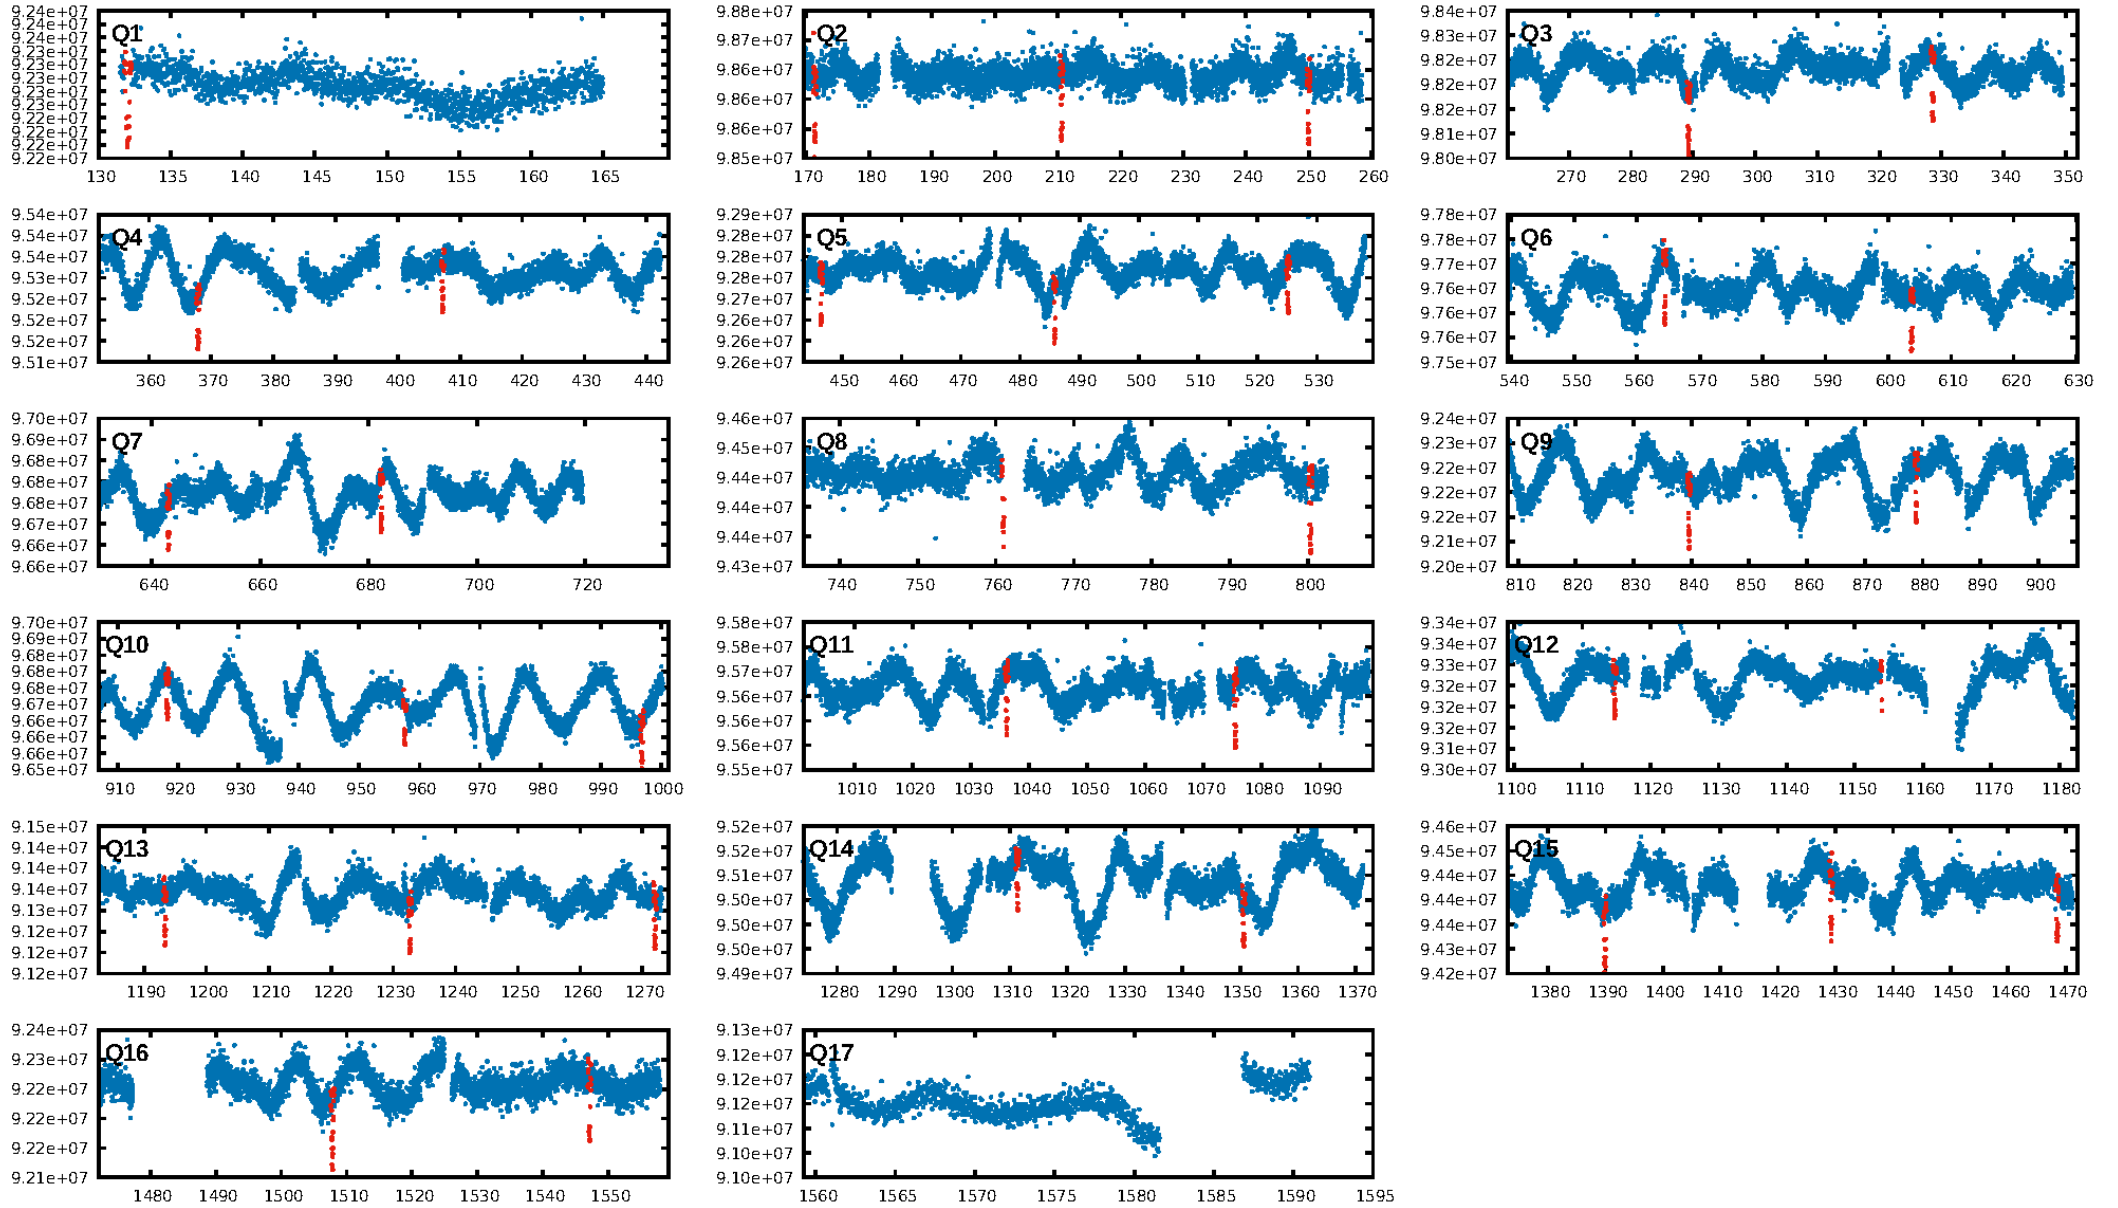 9.24e+07 9.24e+07 9.23e+07 9.23e+07 9.23e+07 9.23e+07 9.23e+07 9.23e+07 9.22e+07 9.22e+07 9.22e+07 9.22e+07
Q1
130 135 140 145 150 155 160 165
9.88e+07 9.87e+07 9.86e+07 9.86e+07 9.86e+07 9.85e+07
Q2
170 180 190 200 210 220 230 240 250 260
9.84e+07 9.83e+07 9.82e+07 9.82e+07 9.82e+07 9.81e+07 9.80e+07
Q3
270 280 290 300 310 320 330 340 350
9.54e+07 9.54e+07 9.53e+07 9.52e+07 9.52e+07 9.52e+07 9.51e+07
Q4
360 370 380 390 400 410 420 430 440
9.29e+07 9.28e+07 9.28e+07 9.28e+07 9.27e+07 9.26e+07 9.26e+07 9.26e+07
Q5
450 460 470 480 490 500 510 520 530
9.78e+07 9.78e+07 9.77e+07 9.76e+07 9.76e+07 9.76e+07 9.75e+07
Q6
540 550 560 570 580 590 600 610 620 630
9.70e+07 9.69e+07 9.68e+07 9.68e+07 9.68e+07 9.67e+07 9.66e+07 9.66e+07
Q7
640 660 680 700 720
9.46e+07 9.45e+07 9.44e+07 9.44e+07 9.44e+07 9.43e+07
Q8
740 750 760 770 780 790 800
9.24e+07 9.23e+07 9.22e+07 9.22e+07 9.22e+07 9.21e+07 9.20e+07
Q9
810 820 830 840 850 860 870 880 890 900
9.70e+07 9.69e+07 9.68e+07 9.68e+07 9.68e+07 9.67e+07 9.66e+07 9.66e+07 9.66e+07 9.65e+07
Q10
910 920 930 940 950 960 970 980 990 1000
9.58e+07 9.58e+07 9.57e+07 9.56e+07 9.56e+07 9.56e+07 9.55e+07
Q11
1010 1020 1030 1040 1050 1060 1070 1080 1090
9.34e+07 9.34e+07 9.33e+07 9.32e+07 9.32e+07 9.32e+07 9.31e+07 9.30e+07
Q12
1100 1110 1120 1130 1140 1150 1160 1170 1180
9.15e+07 9.14e+07 9.14e+07 9.14e+07 9.13e+07 9.12e+07 9.12e+07 9.12e+07
Q13
1190 1200 1210 1220 1230 1240 1250 1260 1270
9.52e+07 9.52e+07 9.51e+07 9.50e+07 9.50e+07 9.50e+07 9.49e+07
Q14
1280 1290 1300 1310 1320 1330 1340 1350 1360 1370
9.46e+07 9.45e+07 9.44e+07 9.44e+07 9.44e+07 9.43e+07 9.42e+07
Q15
1380 1390 1400 1410 1420 1430 1440 1450 1460 1470
9.24e+07 9.23e+07 9.22e+07 9.22e+07 9.22e+07 9.21e+07
Q16
1480 1490 1500 1510 1520 1530 1540 1550
9.13e+07 9.12e+07 9.12e+07 9.12e+07 9.11e+07 9.10e+07 9.10e+07
Q17
1560 1565 1570 1575 1580 1585 1590 1595